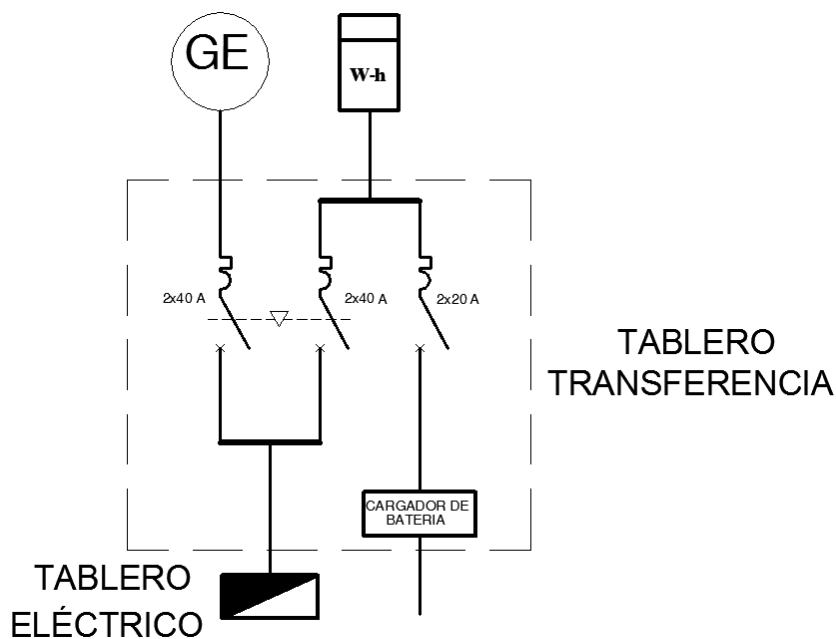 GE
W-h
2x40 A
2x40 A
2x20 A
TABLERO
TRANSFERENCIA
CARGADOR DE
BATERIA
TABLERO
ELÉCTRICO